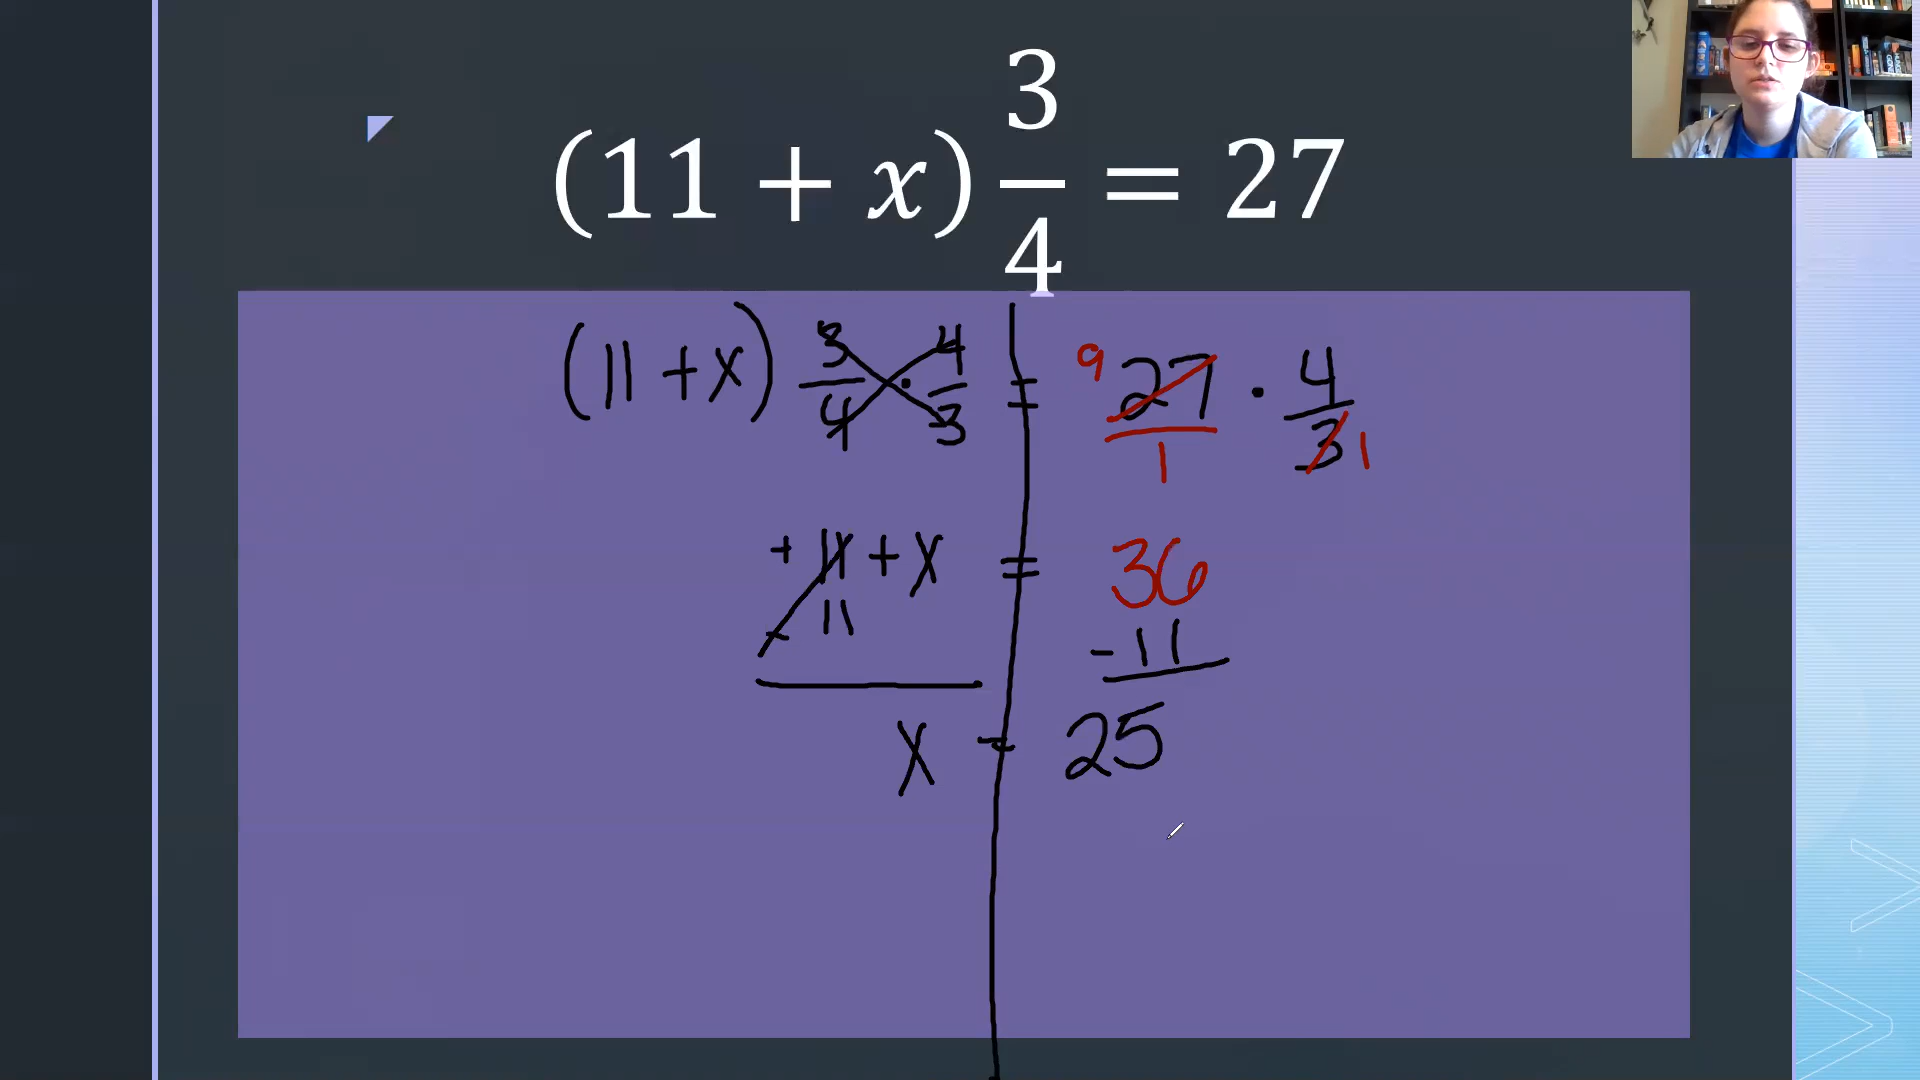 (11 + x) 3/4 = 27
(11 + x) 3/4 · 4/3 = 9 27/1 · 4/3 1
+ 11 + x = 36
- 11 - 11
x = 25